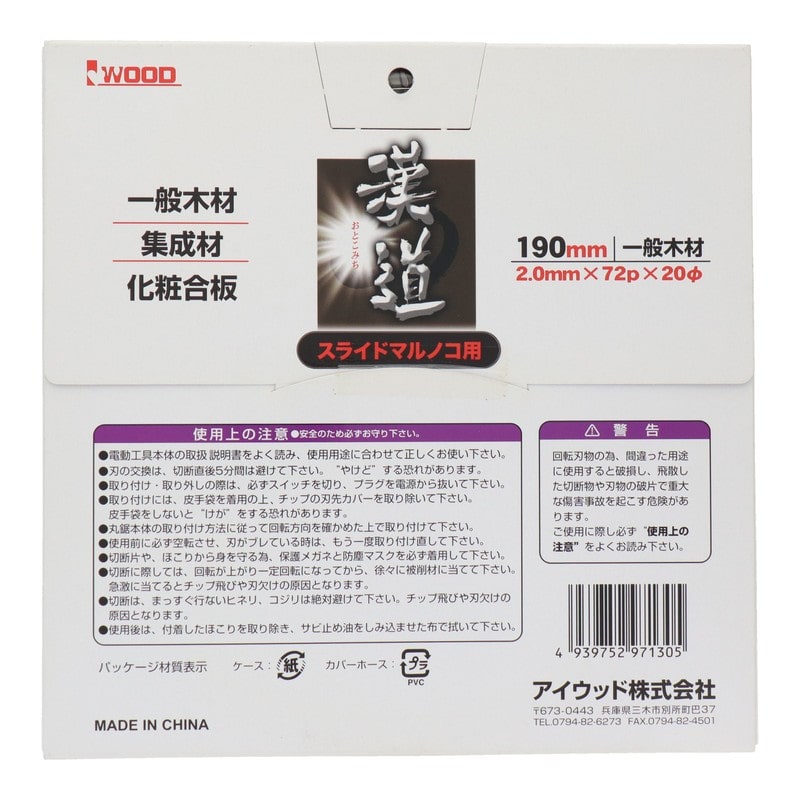 WOOD
一般木材
集成材
化粧合板
漢道
おとこみち
スライドマルノコ用
190mm 一般木材
2.0mm×72p×20φ
使用上の注意 ●安全のため必ずお守り下さい。
●電動工具本体の取扱説明書をよく読み、使用用途に合わせて正しくお使い下さい。
●刃の交換は、切断直後5分間は避けて下さい。“やけど”する恐れがあります。
●取り付け・取り外しの際は、必ずスイッチを切り、プラグを電源から抜いて下さい。
●取り付けには、皮手袋を着用の上、チップの刃先カバーを取り除いて下さい。
皮手袋をしないと“けが”をする恐れがあります。
●丸鋸本体の取り付け方法に従って回転方向を確かめた上で取り付けて下さい。
●使用前に必ず空転させ、刃がブレている時は、もう一度取り付け直して下さい。
●切断片や、ほこりから身を守る為、保護メガネと防塵マスクを必ず着用して下さい。
●切断に際しては、回転が上がり一定回転になってから、徐々に被削材に当てて下さい。
急激に当てるとチップ飛びや刃欠けの原因となります。
●切断は、まっすぐ行ないヒネリ、コジリは絶対避けて下さい。チップ飛びや刃欠けの
原因となります。
●使用後は、付着したほこりを取り除き、サビ止め油をしみ込ませた布で拭いて下さい。
⚠ 警告
回転刃物の為、間違った用途
に使用すると破損し、飛散し
た切断物や刃物の破片で重大
な傷害事故を起こす危険があ
ります。
ご使用に際し必ず“使用上の
注意”をよくお読み下さい。
パッケージ材質表示 ケース： 紙 カバーホース： プラ
PVC
4 939752 971305
アイウッド株式会社
〒673-0443 兵庫県三木市別所町巴37
TEL.0794-82-6273 FAX.0794-82-4501
MADE IN CHINA